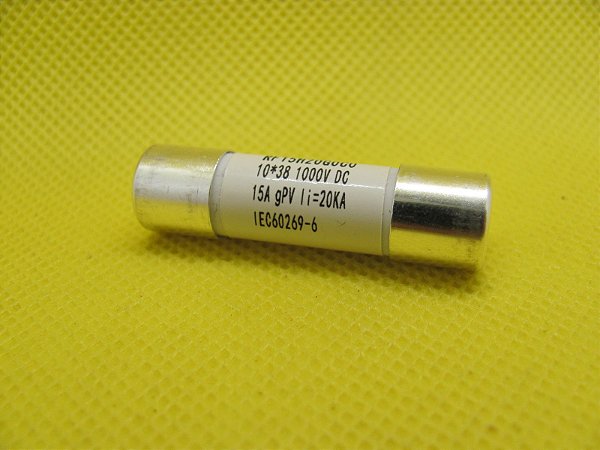 10*38 1000V DC
15A gPV Ii=20KA
IEC60269-6